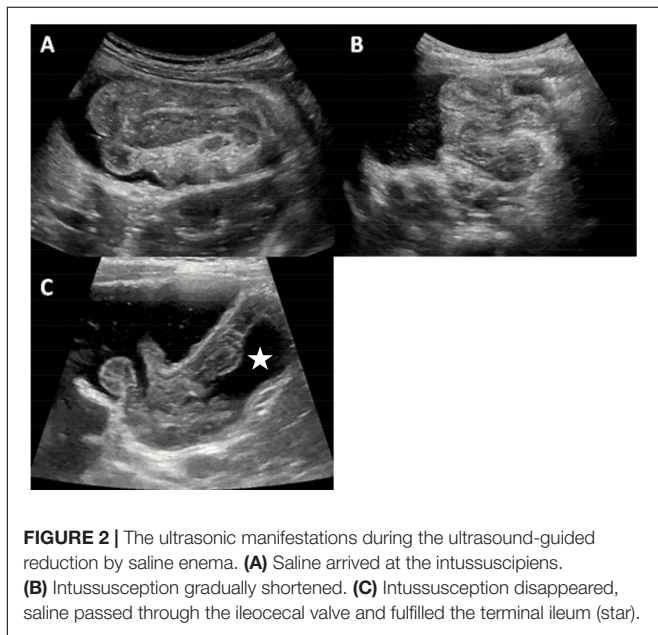 A
B
C
FIGURE 2 | The ultrasonic manifestations during the ultrasound-guided
reduction by saline enema. (A) Saline arrived at the intussuscipiens.
(B) Intussusception gradually shortened. (C) Intussusception disappeared,
saline passed through the ileocecal valve and fulfilled the terminal ileum (star).